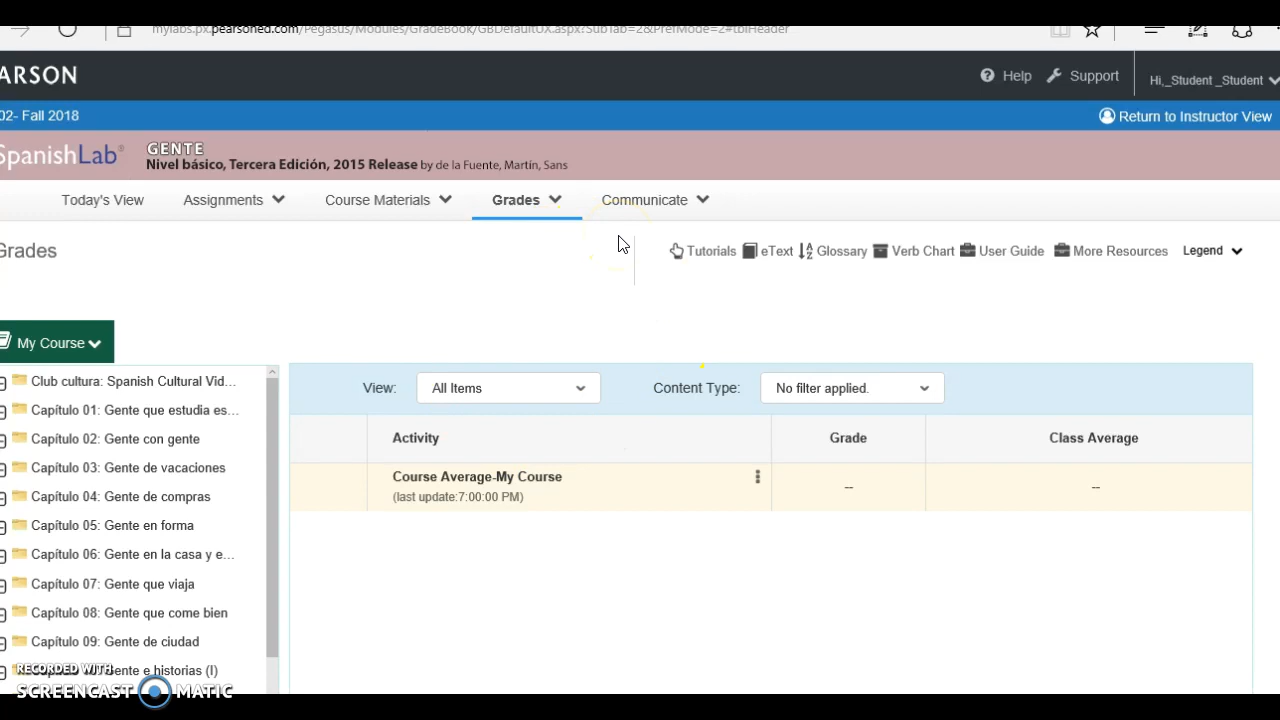 mylabs.px.pearsoned.com/Pegasus/Modules/GradeBook/GBDefaultUX.aspx?SubTab=2&PrefMode=2#tblHeader
ARSON
Help
Support
Hi,_Student _Student
02- Fall 2018
Return to Instructor View
SpanishLab®
GENTE
Nivel básico, Tercera Edición, 2015 Release by de la Fuente, Martín, Sans
Today's View
Assignments
Course Materials
Grades
Communicate
Grades
Tutorials
eText
Glossary
Verb Chart
User Guide
More Resources
Legend
My Course
Club cultura: Spanish Cultural Vid...
Capítulo 01: Gente que estudia es...
Capítulo 02: Gente con gente
Capítulo 03: Gente de vacaciones
Capítulo 04: Gente de compras
Capítulo 05: Gente en forma
Capítulo 06: Gente en la casa y e...
Capítulo 07: Gente que viaja
Capítulo 08: Gente que come bien
Capítulo 09: Gente de ciudad
Gente e historias (I)
View:
All Items
Content Type:
No filter applied.
Activity
Grade
Class Average
Course Average-My Course
--
--
(last update:7:00:00 PM)
RECORDED WITH
SCREENCAST MATIC